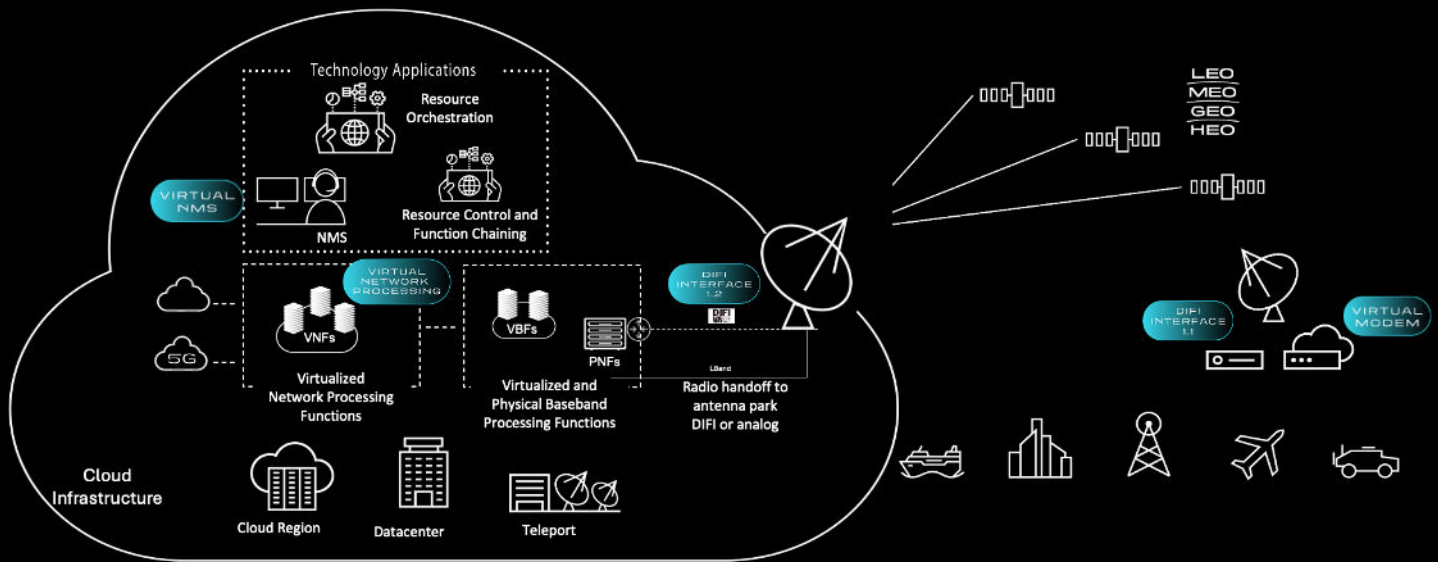 Technology Applications
Resource
Orchestration
VIRTUAL
NMS
NMS
Resource Control and
Function Chaining
VIRTUAL
NETWORK
PROCESSING
VNFs
5G
Virtualized
Network Processing
Functions
VBFs
PNFs
Virtualized and
Physical Baseband
Processing Functions
DIFI
INTERFACE
1.2
DIFI
LBand
Radio handoff to
antenna park
DIFI or analog
Cloud
Infrastructure
Cloud Region
Datacenter
Teleport
LEO
MEO
GEO
HEO
DIFI
INTERFACE
1.1
VIRTUAL
MODEM